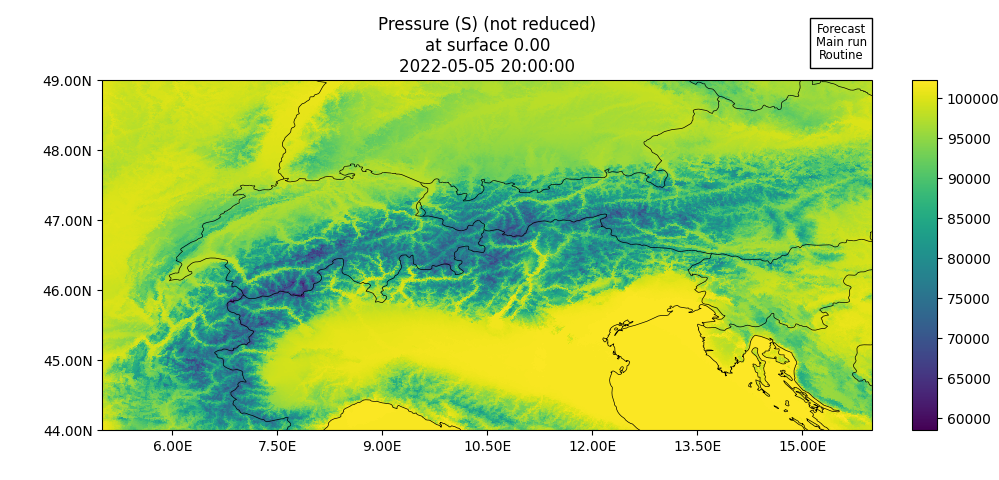 Pressure (S) (not reduced)
at surface 0.00
2022-05-05 20:00:00
Forecast
Main run
Routine
49.00N
48.00N
47.00N
46.00N
45.00N
44.00N
6.00E
7.50E
9.00E
10.50E
12.00E
13.50E
15.00E
100000
95000
90000
85000
80000
75000
70000
65000
60000